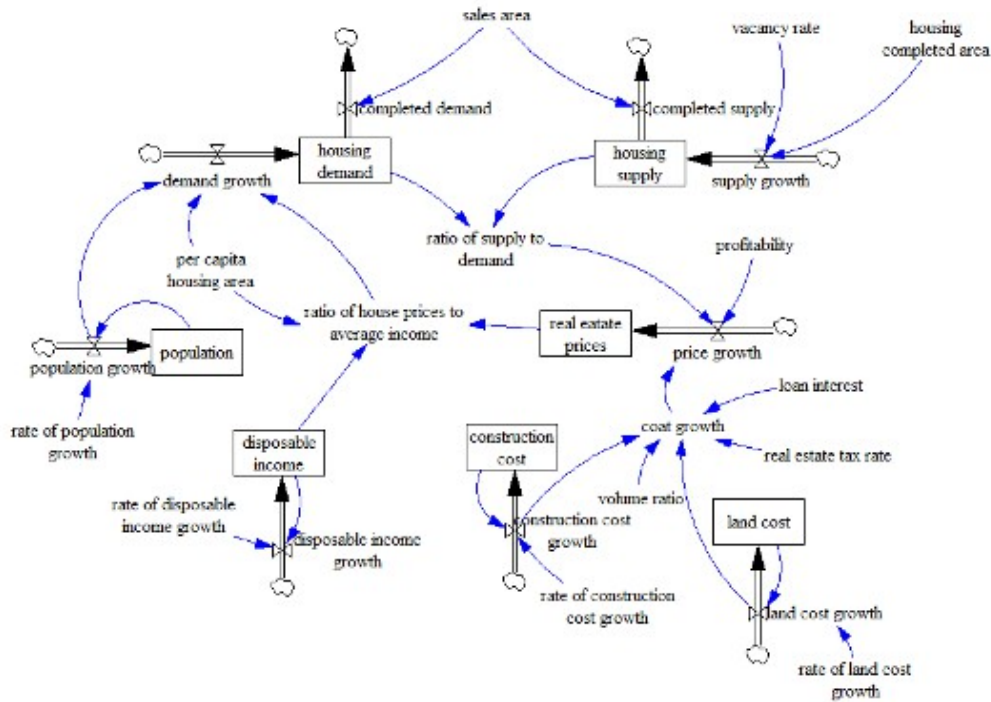 sales area
vacancy rate
housing
completed area
completed demand
completed supply
housing
demand
housing
supply
demand growth
supply growth
ratio of supply to
demand
profitability
per capita
housing area
ratio of house prices to
average income
real estate
prices
price growth
population
population growth
loan interest
rate of population
growth
disposable
income
construction
cost
coat growth
real estate tax rate
volume ratio
rate of disposable
income growth
disposable income
growth
construction cost
growth
land cost
rate of construction
cost growth
land cost growth
rate of land cost
growth